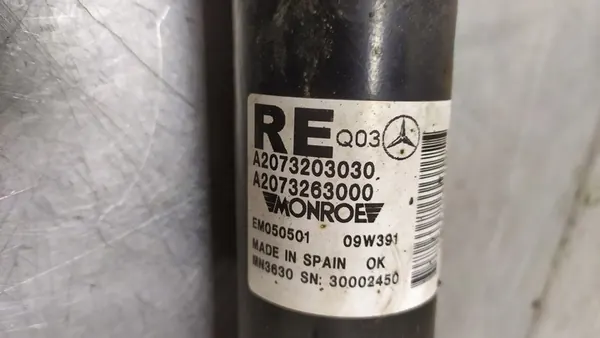 RE Q03
A2073203030
A2073263000
MONROE
EM050501 09W391
MADE IN SPAIN OK
MN3630 SN: 30002450